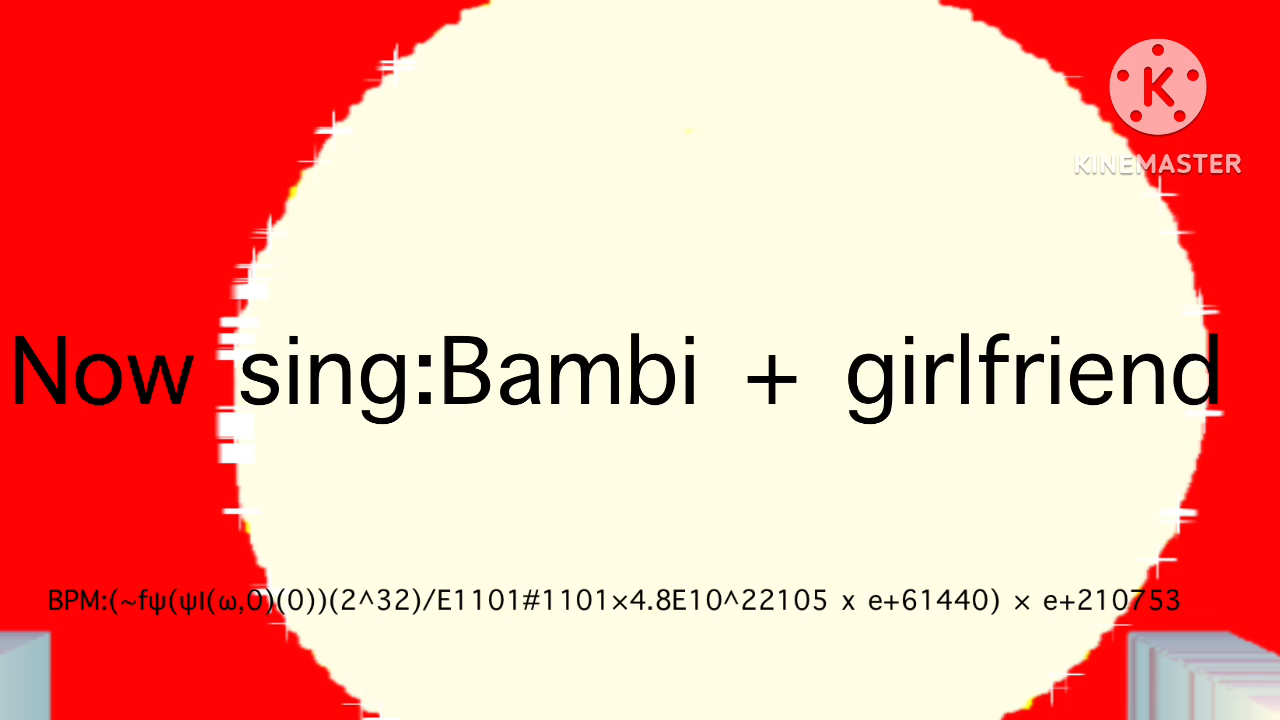 K
KINEMASTER
Now sing:Bambi + girlfriend
BPM:(~fψ(ψI(ω,0)(0))(2^32)/E1101#1101×4.8E10^22105 x e+61440) × e+210753